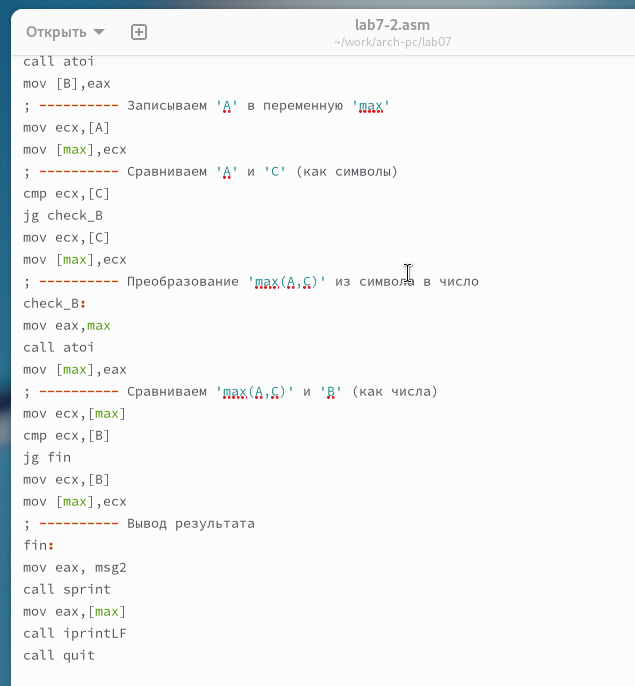 Открыть
lab7-2.asm
~/work/arch-pc/lab07
call atoi
mov [B],eax
; ---------- Записываем 'A' в переменную 'max'
mov ecx,[A]
mov [max],ecx
; ---------- Сравниваем 'A' и 'C' (как символы)
cmp ecx,[C]
jg check_B
mov ecx,[C]
mov [max],ecx
; ---------- Преобразование 'max(A,C)' из символа в число
check_B:
mov eax,max
call atoi
mov [max],eax
; ---------- Сравниваем 'max(A,C)' и 'B' (как числа)
mov ecx,[max]
cmp ecx,[B]
jg fin
mov ecx,[B]
mov [max],ecx
; ---------- Вывод результата
fin:
mov eax, msg2
call sprint
mov eax,[max]
call iprintLF
call quit